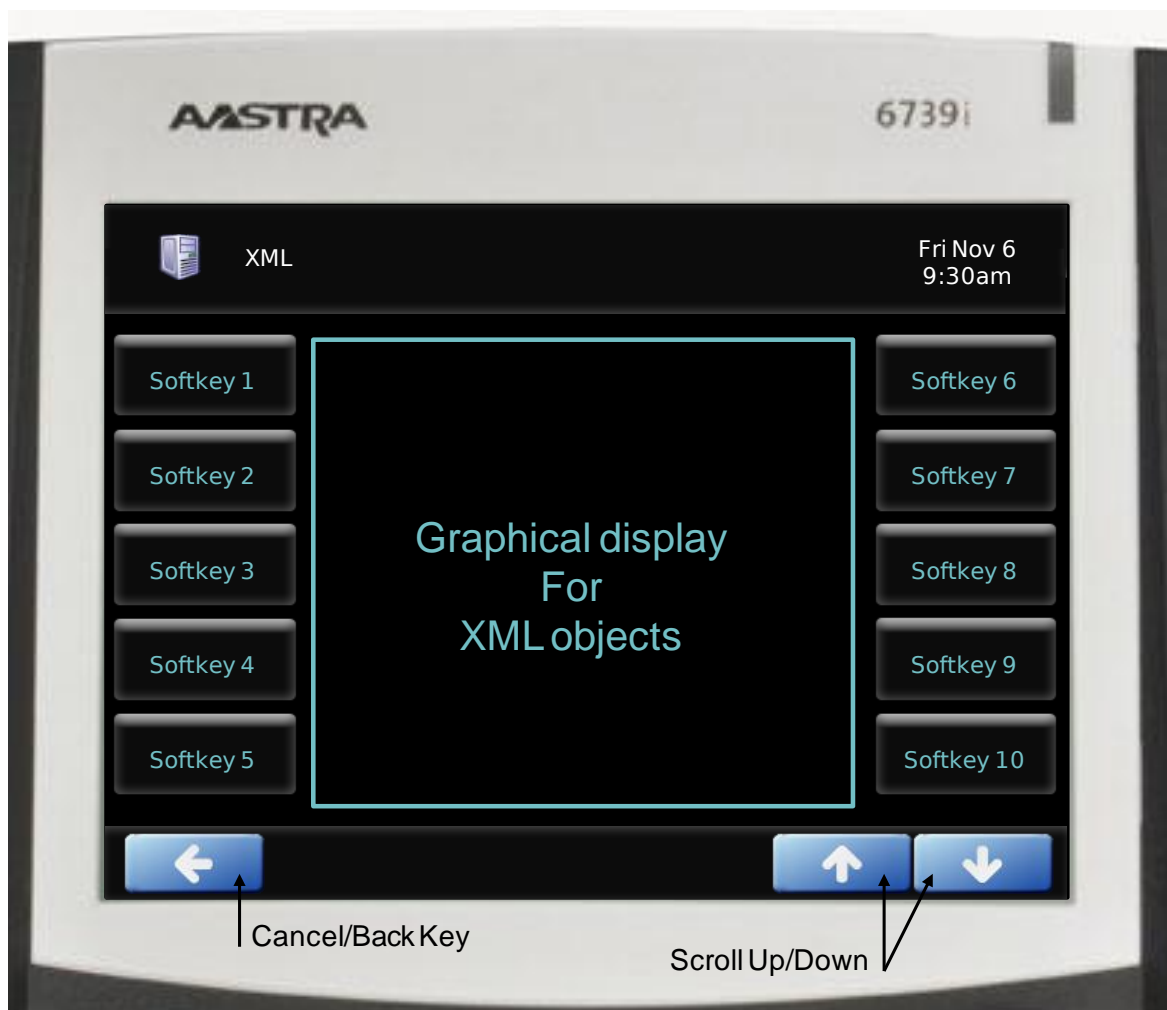 AASTRA
6739i
XML
Fri Nov 6
9:30am
Softkey 1
Softkey 2
Softkey 3
Softkey 4
Softkey 5
Graphical display
For
XML objects
Softkey 6
Softkey 7
Softkey 8
Softkey 9
Softkey 10
Cancel/Back Key
Scroll Up/Down